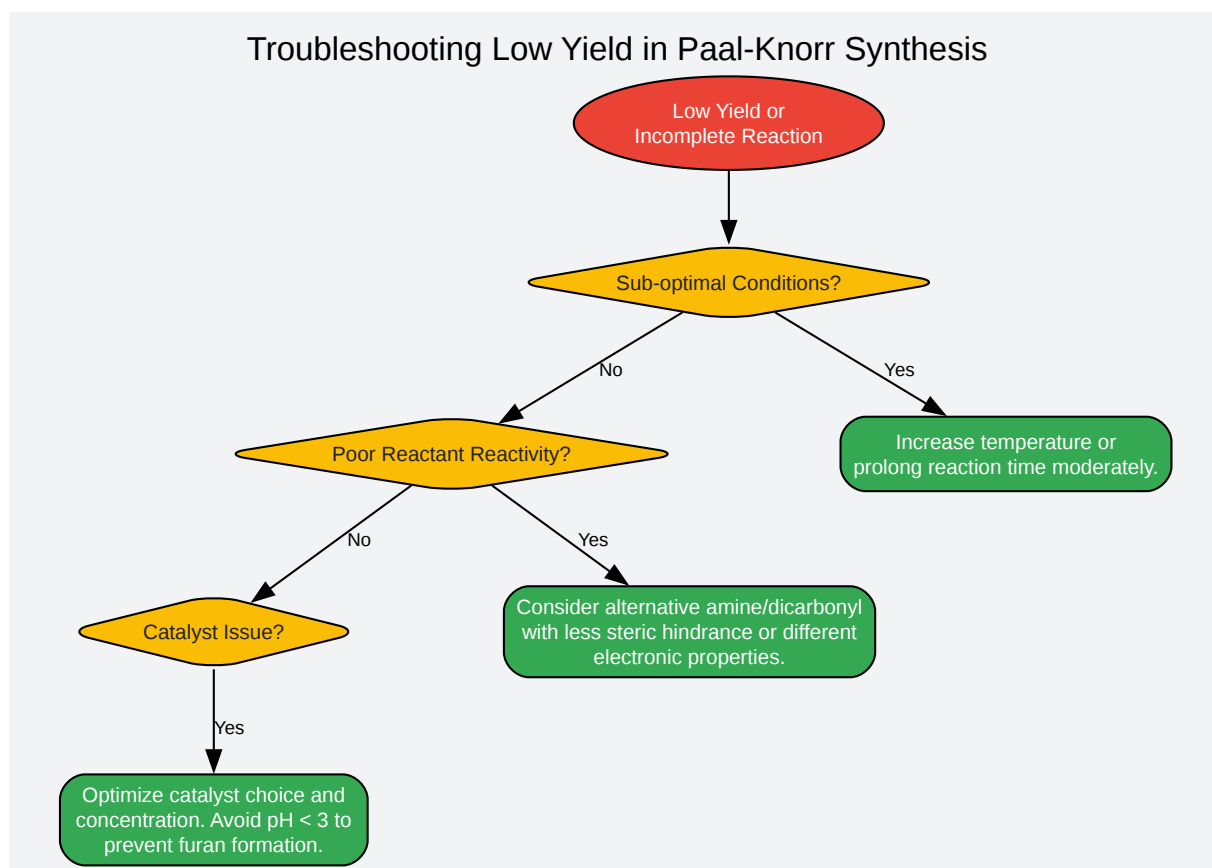 Troubleshooting Low Yield in Paal-Knorr Synthesis
Low Yield or
Incomplete Reaction
Sub-optimal Conditions?
No
Yes
Poor Reactant Reactivity?
Increase temperature or
prolong reaction time moderately.
No
Yes
Catalyst Issue?
Consider alternative amine/dicarbonyl
with less steric hindrance or different
electronic properties.
Yes
Optimize catalyst choice and
concentration. Avoid pH < 3 to
prevent furan formation.